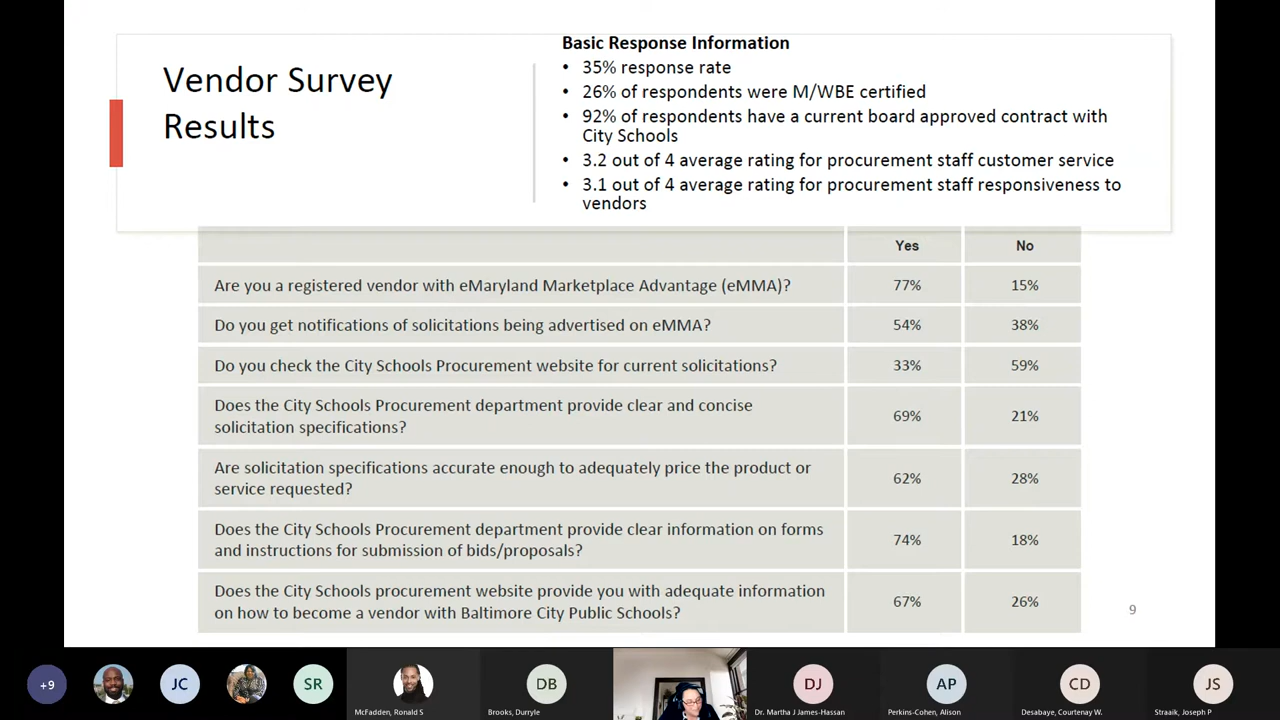 Vendor Survey
Results
Basic Response Information
• 35% response rate
• 26% of respondents were M/WBE certified
• 92% of respondents have a current board approved contract with
City Schools
• 3.2 out of 4 average rating for procurement staff customer service
• 3.1 out of 4 average rating for procurement staff responsiveness to
vendors
Yes No
Are you a registered vendor with eMaryland Marketplace Advantage (eMMA)? 77% 15%
Do you get notifications of solicitations being advertised on eMMA? 54% 38%
Do you check the City Schools Procurement website for current solicitations? 33% 59%
Does the City Schools Procurement department provide clear and concise
solicitation specifications? 69% 21%
Are solicitation specifications accurate enough to adequately price the product or
service requested? 62% 28%
Does the City Schools Procurement department provide clear information on forms
and instructions for submission of bids/proposals? 74% 18%
Does the City Schools procurement website provide you with adequate information
on how to become a vendor with Baltimore City Public Schools? 67% 26%
9
+9 JC SR DB DJ AP CD JS
McFadden, Ronald S Brooks, Durryle Dr. Martha J James-Hassan Perkins-Cohen, Alison Desabaye, Courtenay W. Straaik, Joseph P